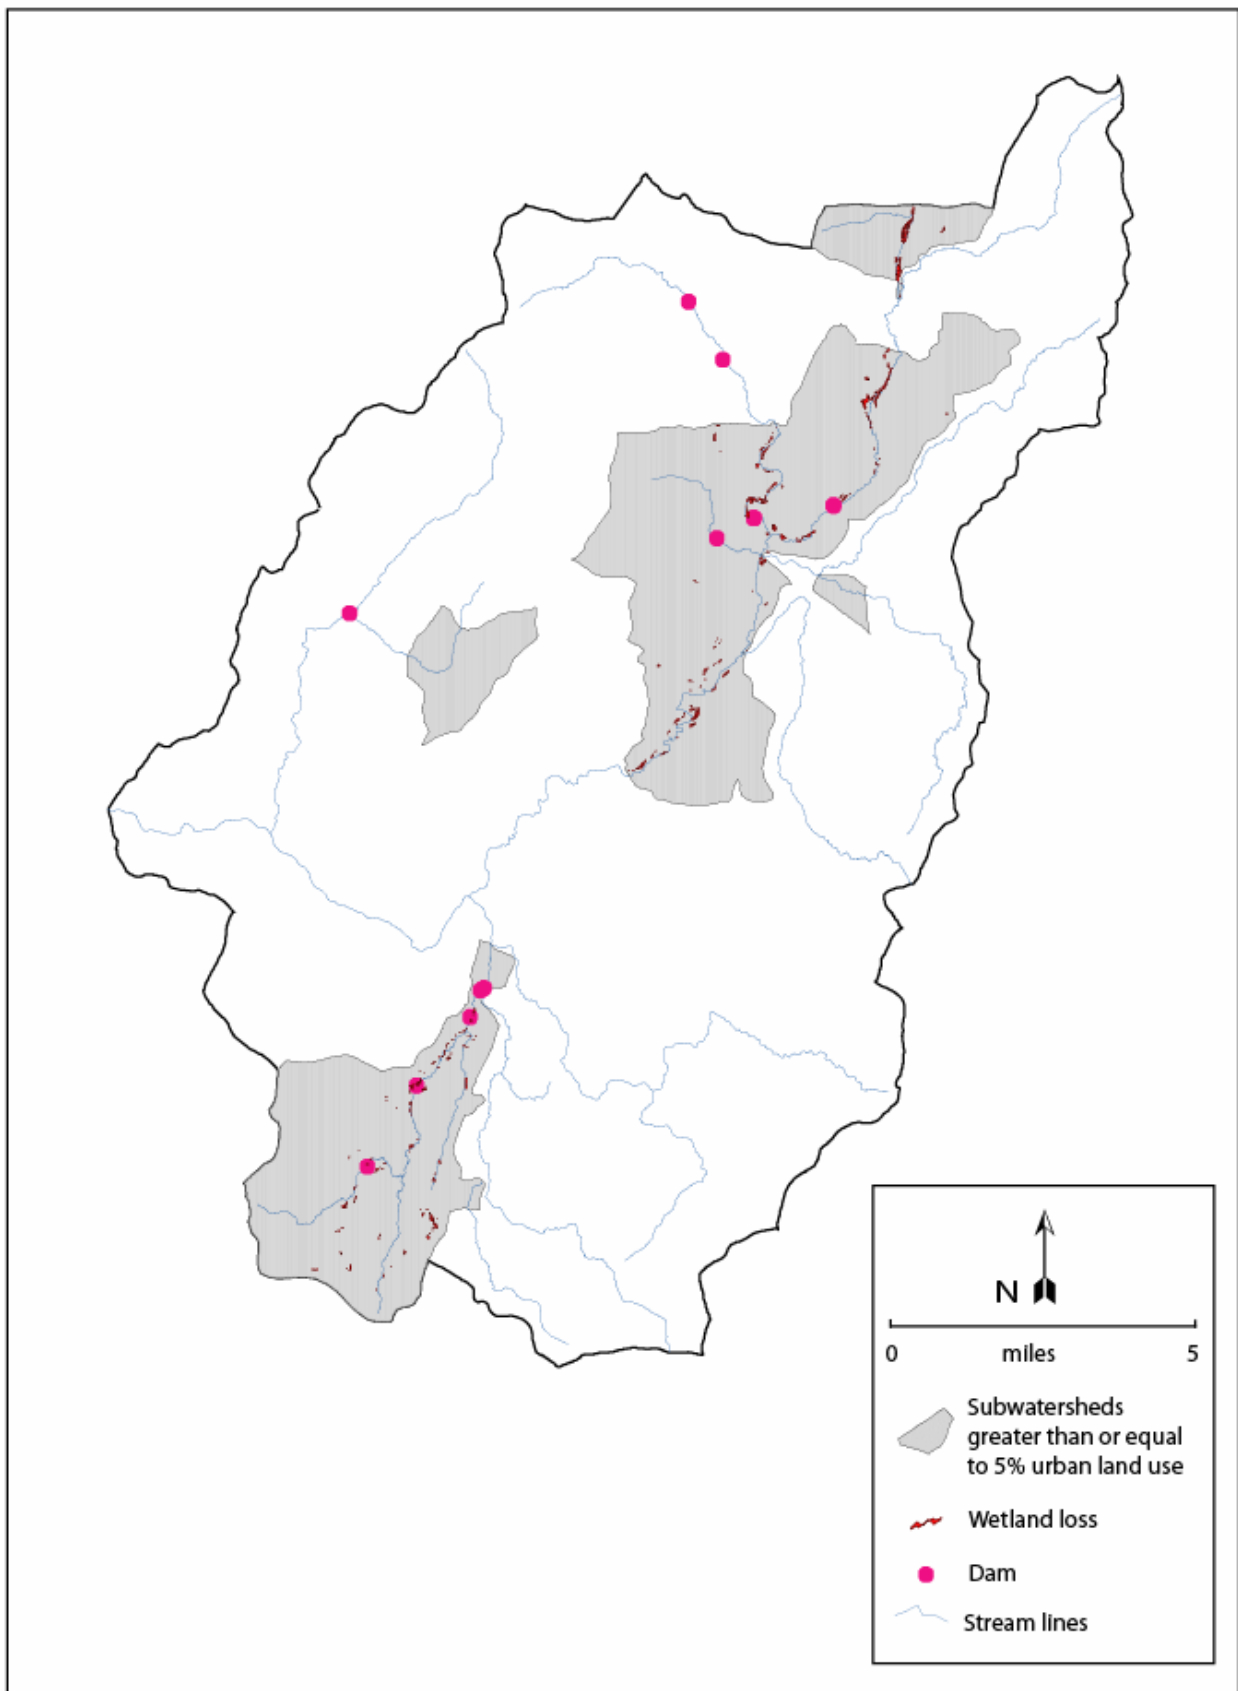 N
0 miles 5
Subwatersheds
greater than or equal
to 5% urban land use
Wetland loss
Dam
Stream lines